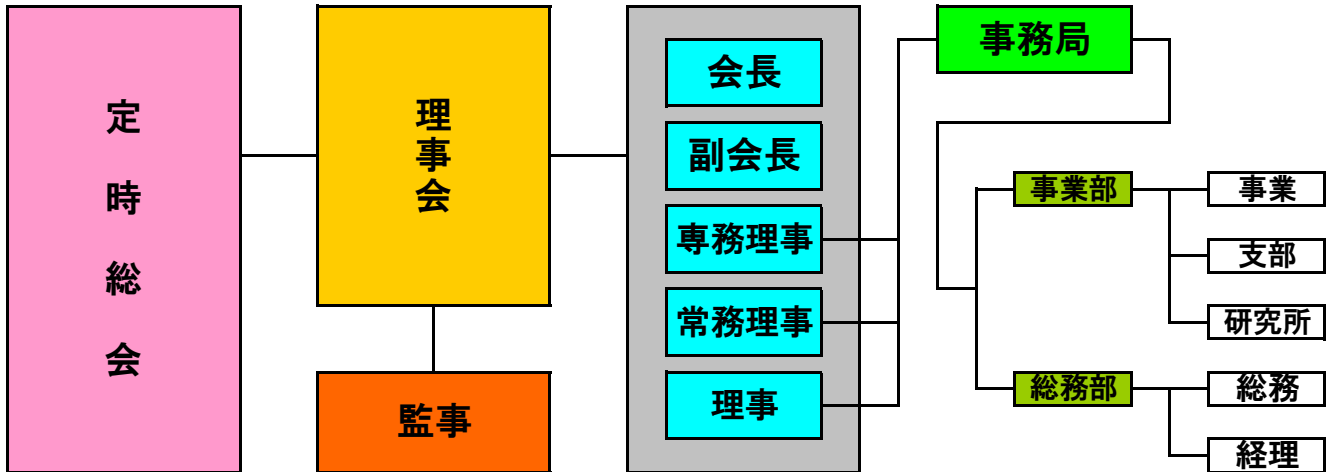 定時総会
理事会
監事
会長
副会長
専務理事
常務理事
理事
事務局
事業部
事業
支部
研究所
総務部
総務
経理